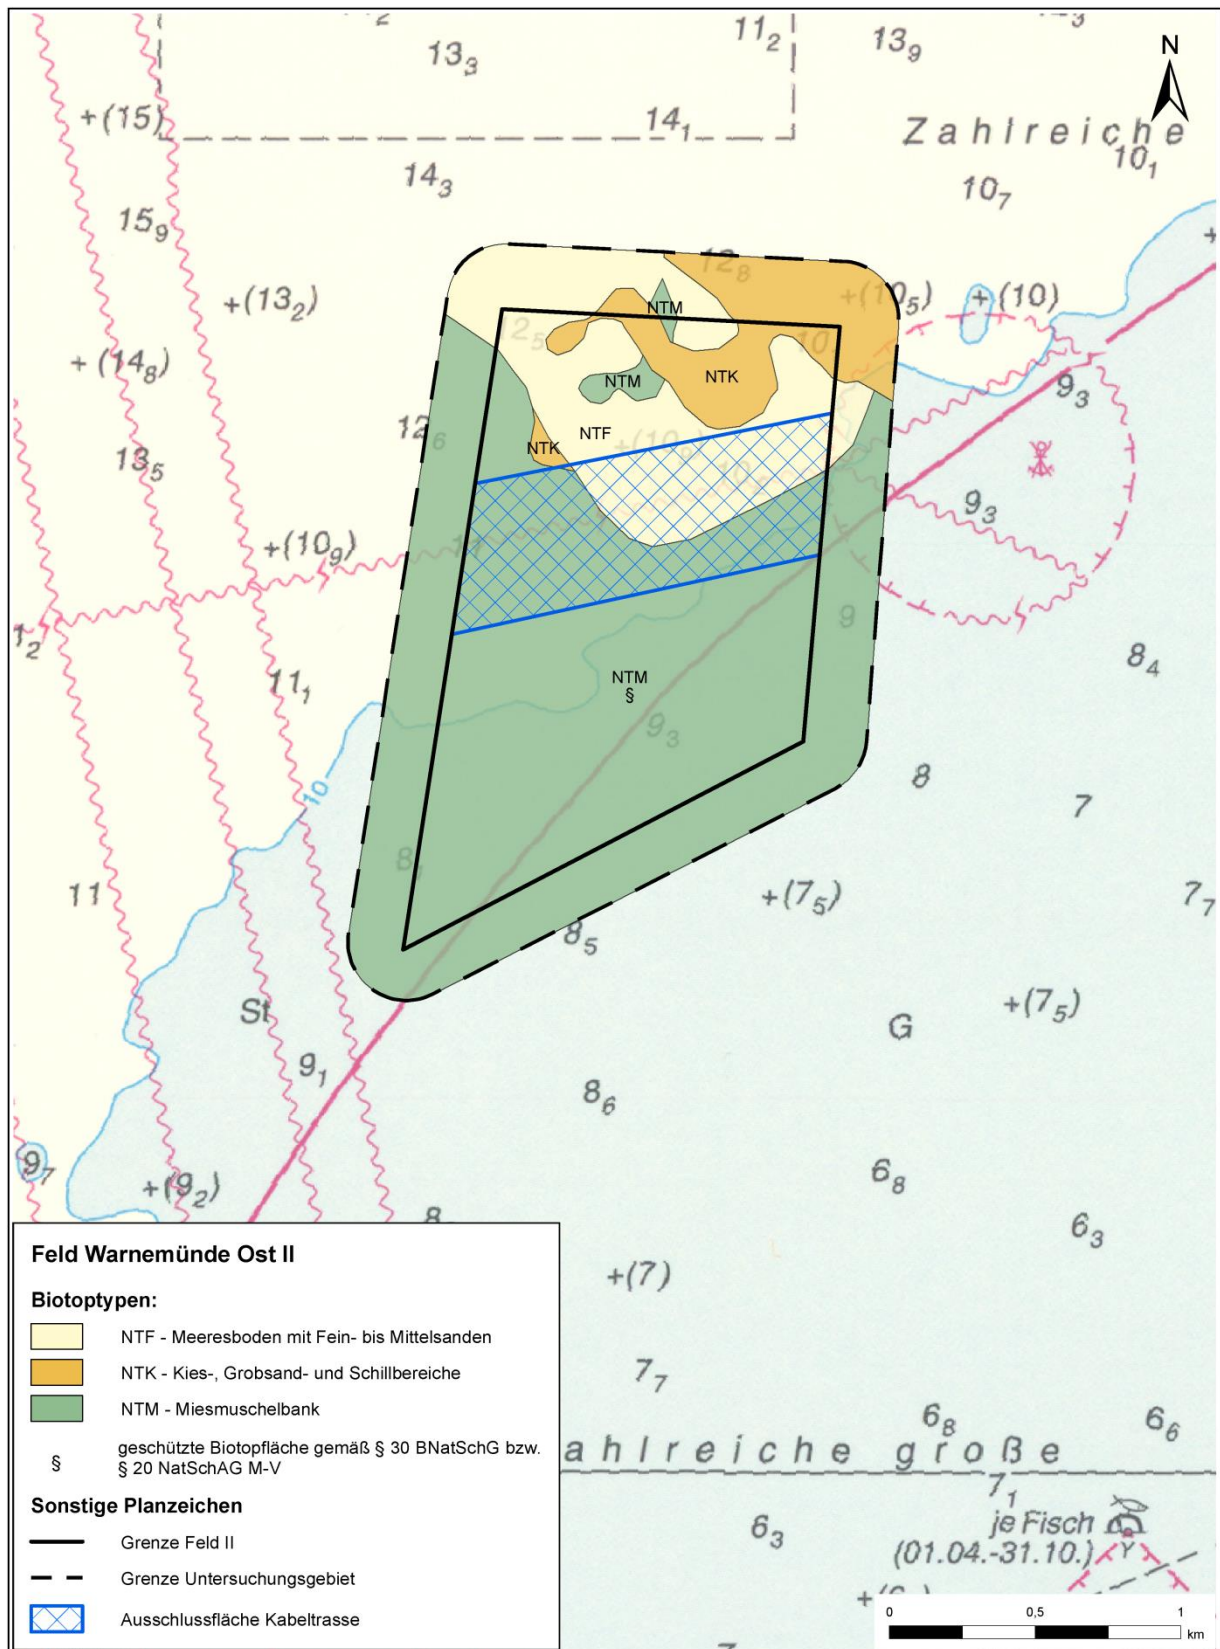 11₂
13₃
13₉
N
+(15)
14₁
Zahlreiche
10₁
14₃
10₇
15₉
12₈
+(13₂)
+(10₅)
+(10)
NTM
12₅
+(14₈)
NTM
NTK
9₃
12₆
NTK
NTF
+(10₉)
13₅
9₃
+(10₉)
11
9
1₂
8₄
11₁
NTM
§
9₃
8
7
10
11
+(7₅)
7₇
8₅
St
+(7₅)
G
9₁
8₆
9₇
+(9₂)
6₈
6₃
+(7)
7₇
6₈
6₆
ahlreiche große
7₁
6₃
je Fisch
(01.04.-31.10.)
Y
Feld Warnemünde Ost II
Biotoptypen:
NTF - Meeresboden mit Fein- bis Mittelsanden
NTK - Kies-, Grobsand- und Schillbereiche
NTM - Miesmuschelbank
§ geschützte Biotopfläche gemäß § 30 BNatSchG bzw.
§ 20 NatSchAG M-V
Sonstige Planzeichen
Grenze Feld II
Grenze Untersuchungsgebiet
Ausschlussfläche Kabeltrasse
0 0,5 1
km